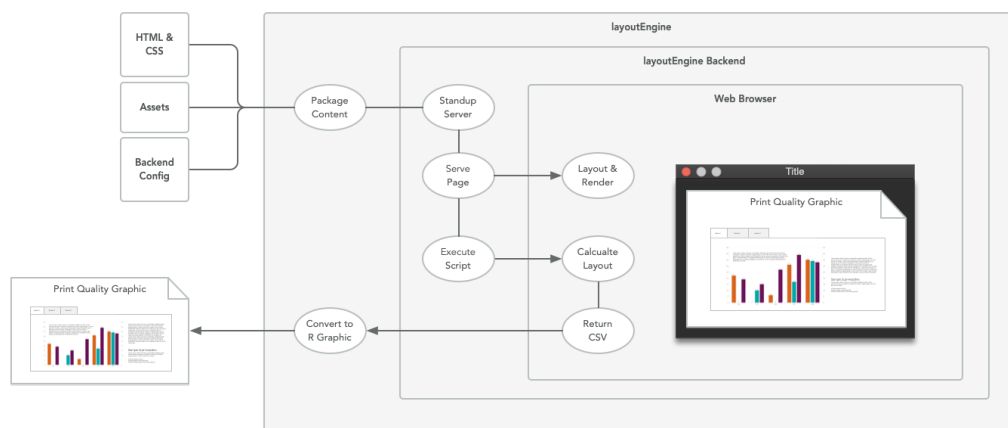 layoutEngine
layoutEngine Backend
Web Browser
HTML &
CSS
Assets
Backend
Config
Package
Content
Standup
Server
Serve
Page
Layout &
Render
Execute
Script
Calcualte
Layout
Return
CSV
Convert to
R Graphic
Title
Print Quality Graphic
Print Quality Graphic